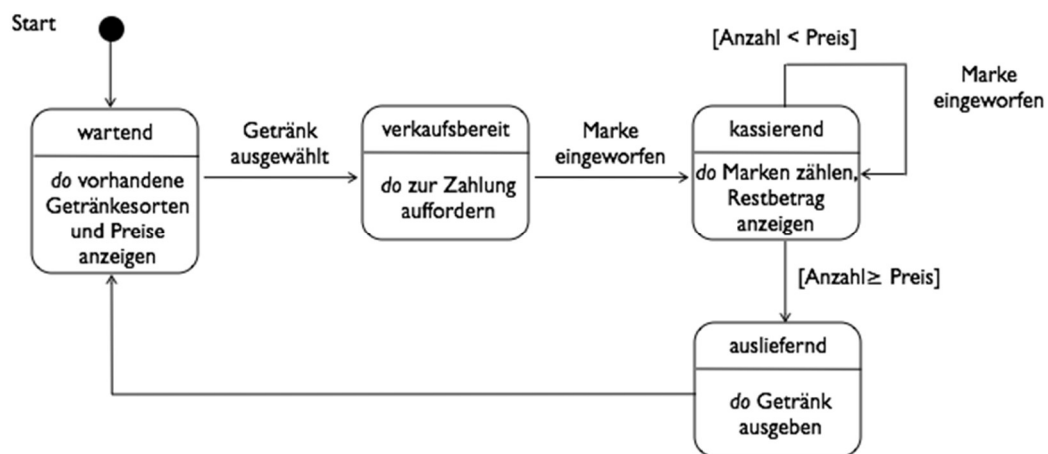 Start
wartend
do vorhandene
Getränkesorten
und Preise
anzeigen
Getränk
ausgewählt
verkaufsbereit
do zur Zahlung
auffordern
Marke
eingeworfen
[Anzahl < Preis]
Marke
eingeworfen
kassierend
do Marken zählen,
Restbetrag
anzeigen
[Anzahl≥ Preis]
ausliefernd
do Getränk
ausgeben